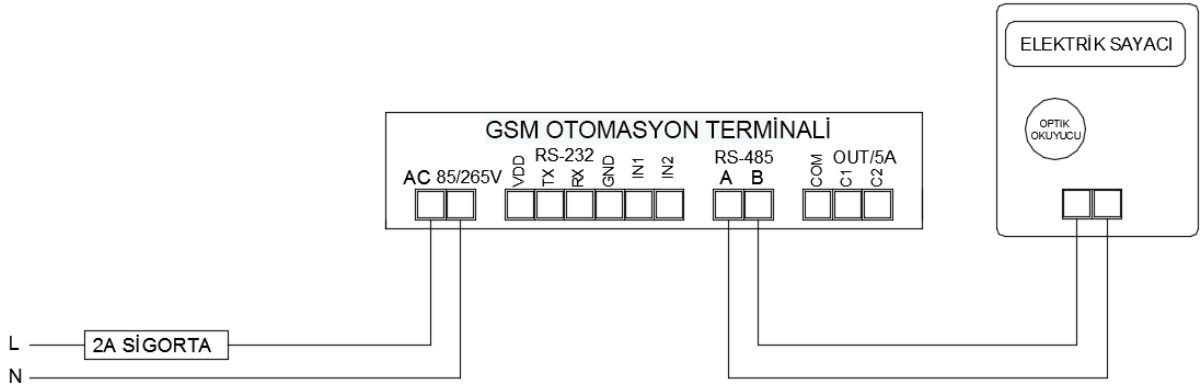 ELEKTRİK SAYACI
OPTIK
OKUYUCU
GSM OTOMASYON TERMİNALİ
RS-232
RS-485
OUT/5A
AC 85/265V
VDD
TX
RX
GND
IN1
IN2
A B
COM
C1
C2
L
2A SİGORTA
N